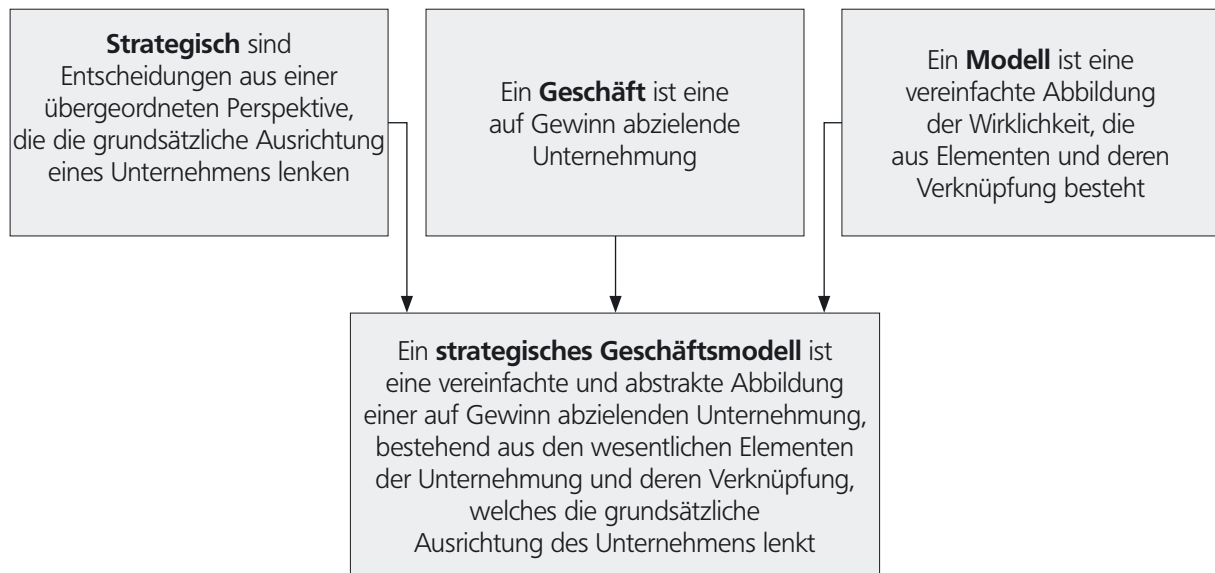 Strategisch sind
Entscheidungen aus einer
übergeordneten Perspektive,
die die grundsätzliche Ausrichtung
eines Unternehmens lenken
Ein Geschäft ist eine
auf Gewinn abzielende
Unternehmung
Ein Modell ist eine
vereinfachte Abbildung
der Wirklichkeit, die
aus Elementen und deren
Verknüpfung besteht
Ein strategisches Geschäftsmodell ist
eine vereinfachte und abstrakte Abbildung
einer auf Gewinn abzielenden Unternehmung,
bestehend aus den wesentlichen Elementen
der Unternehmung und deren Verknüpfung,
welches die grundsätzliche
Ausrichtung des Unternehmens lenkt